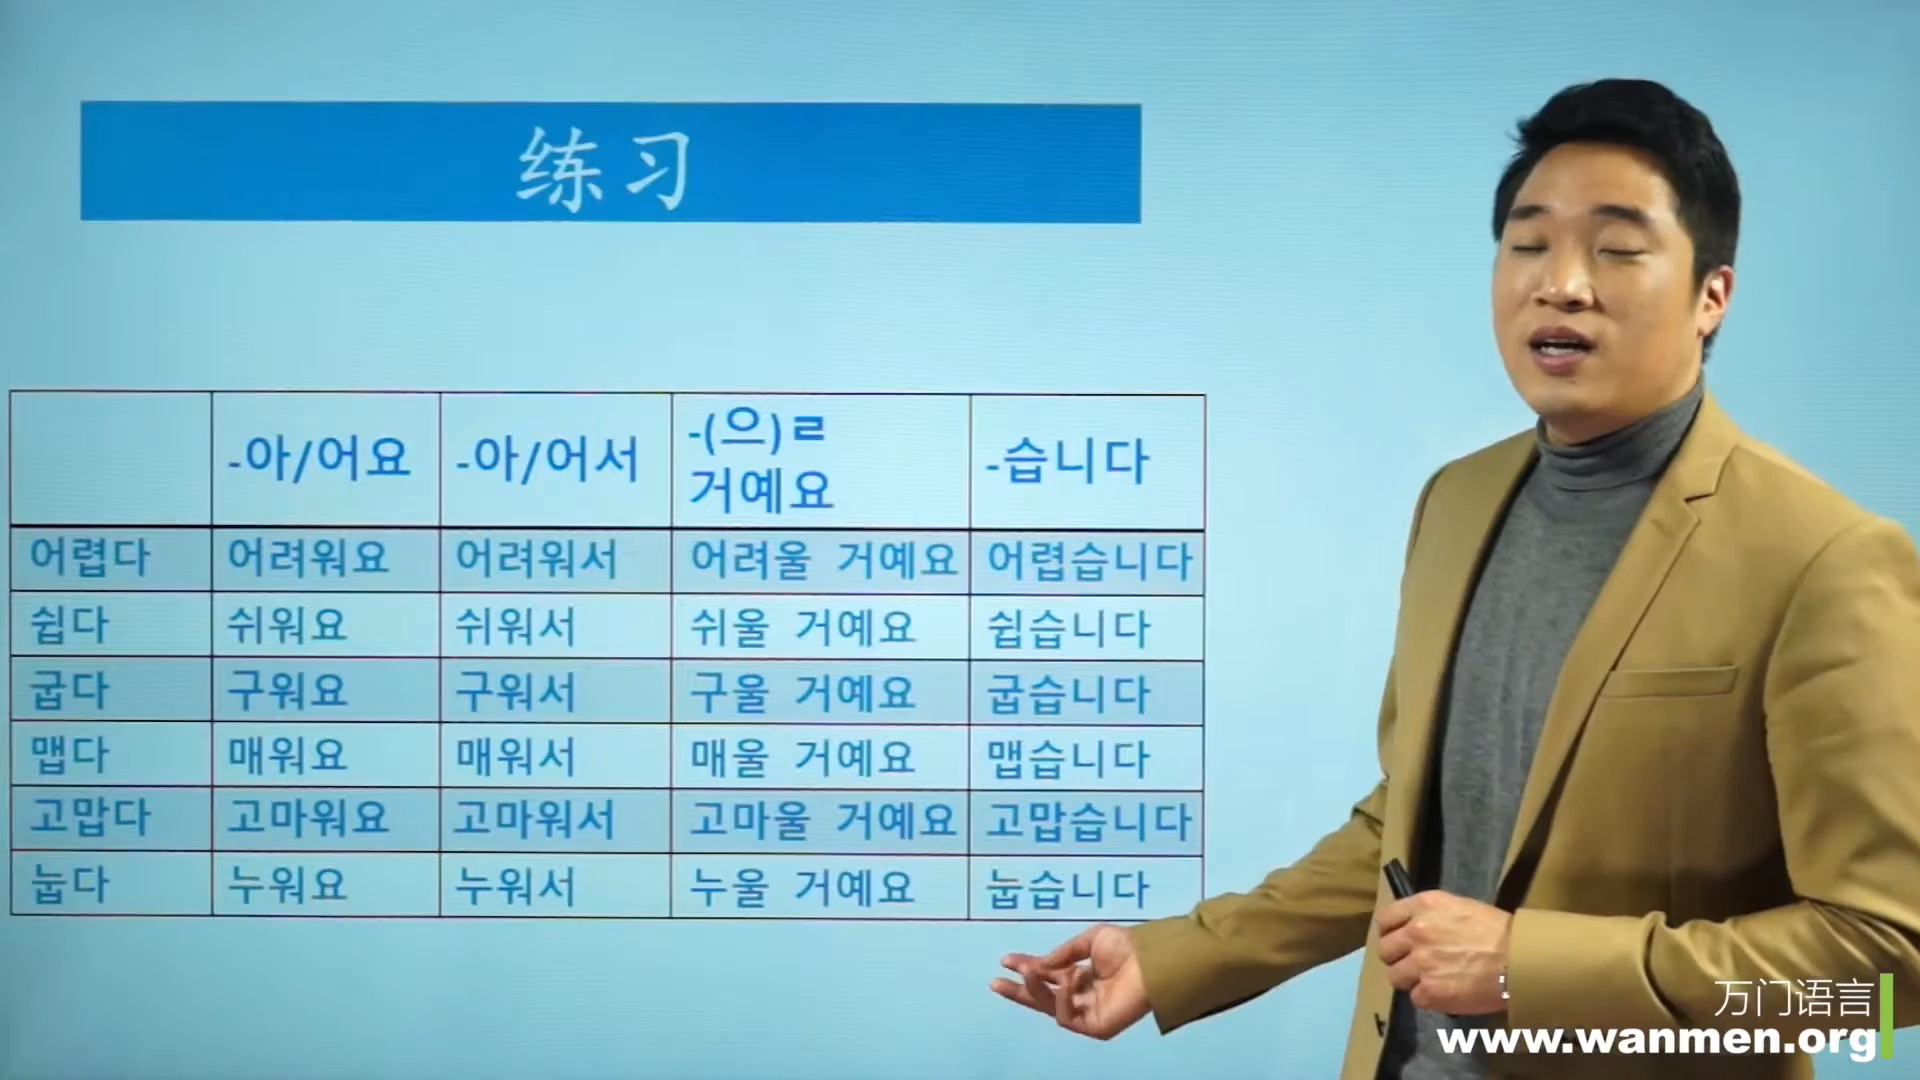 练习
-아/어요 -아/어서 -(으)ㄹ 거예요 -습니다
어렵다 어려워요 어려워서 어려울 거예요 어렵습니다
쉽다 쉬워요 쉬워서 쉬울 거예요 쉽습니다
굽다 구워요 구워서 구울 거예요 굽습니다
맵다 매워요 매워서 매울 거예요 맵습니다
고맙다 고마워요 고마워서 고마울 거예요 고맙습니다
눕다 누워요 누워서 누울 거예요 눕습니다
万门语言
www.wanmen.org